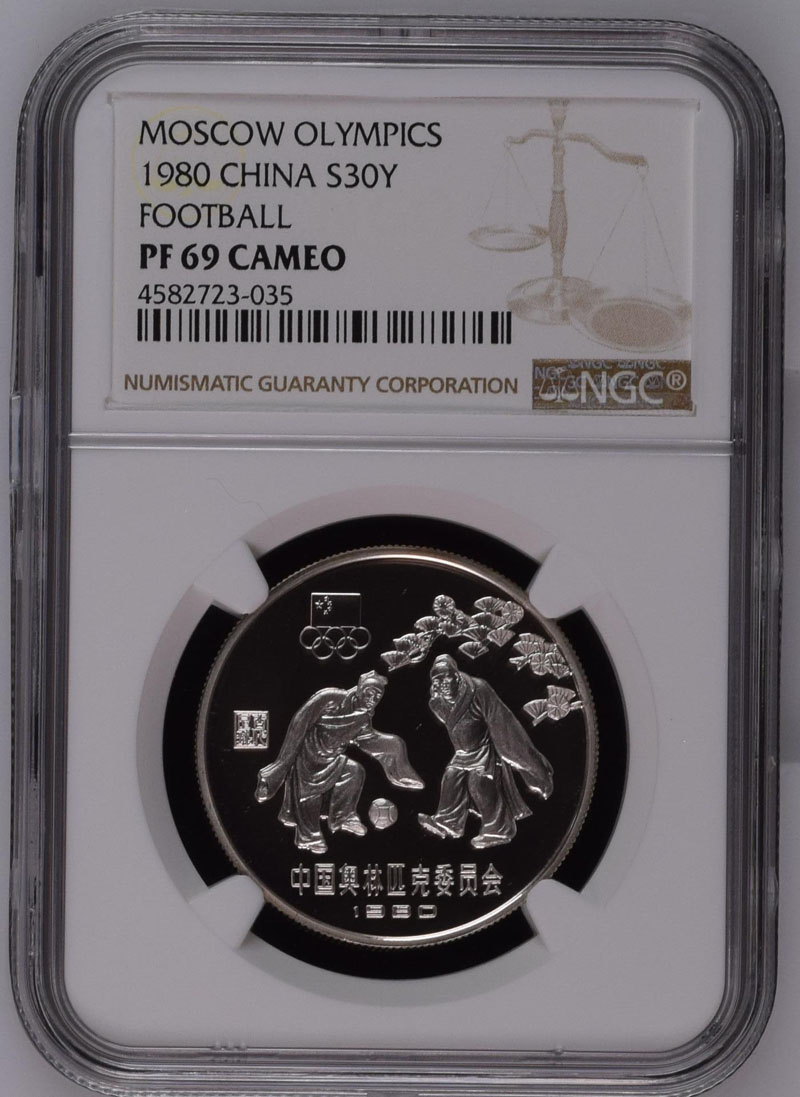 MOSCOW OLYMPICS
1980 CHINA S30Y
FOOTBALL
PF 69 CAMEO
4582723-035
NUMISMATIC GUARANTY CORPORATION
NGC®
中国奥林匹克委员会
1980